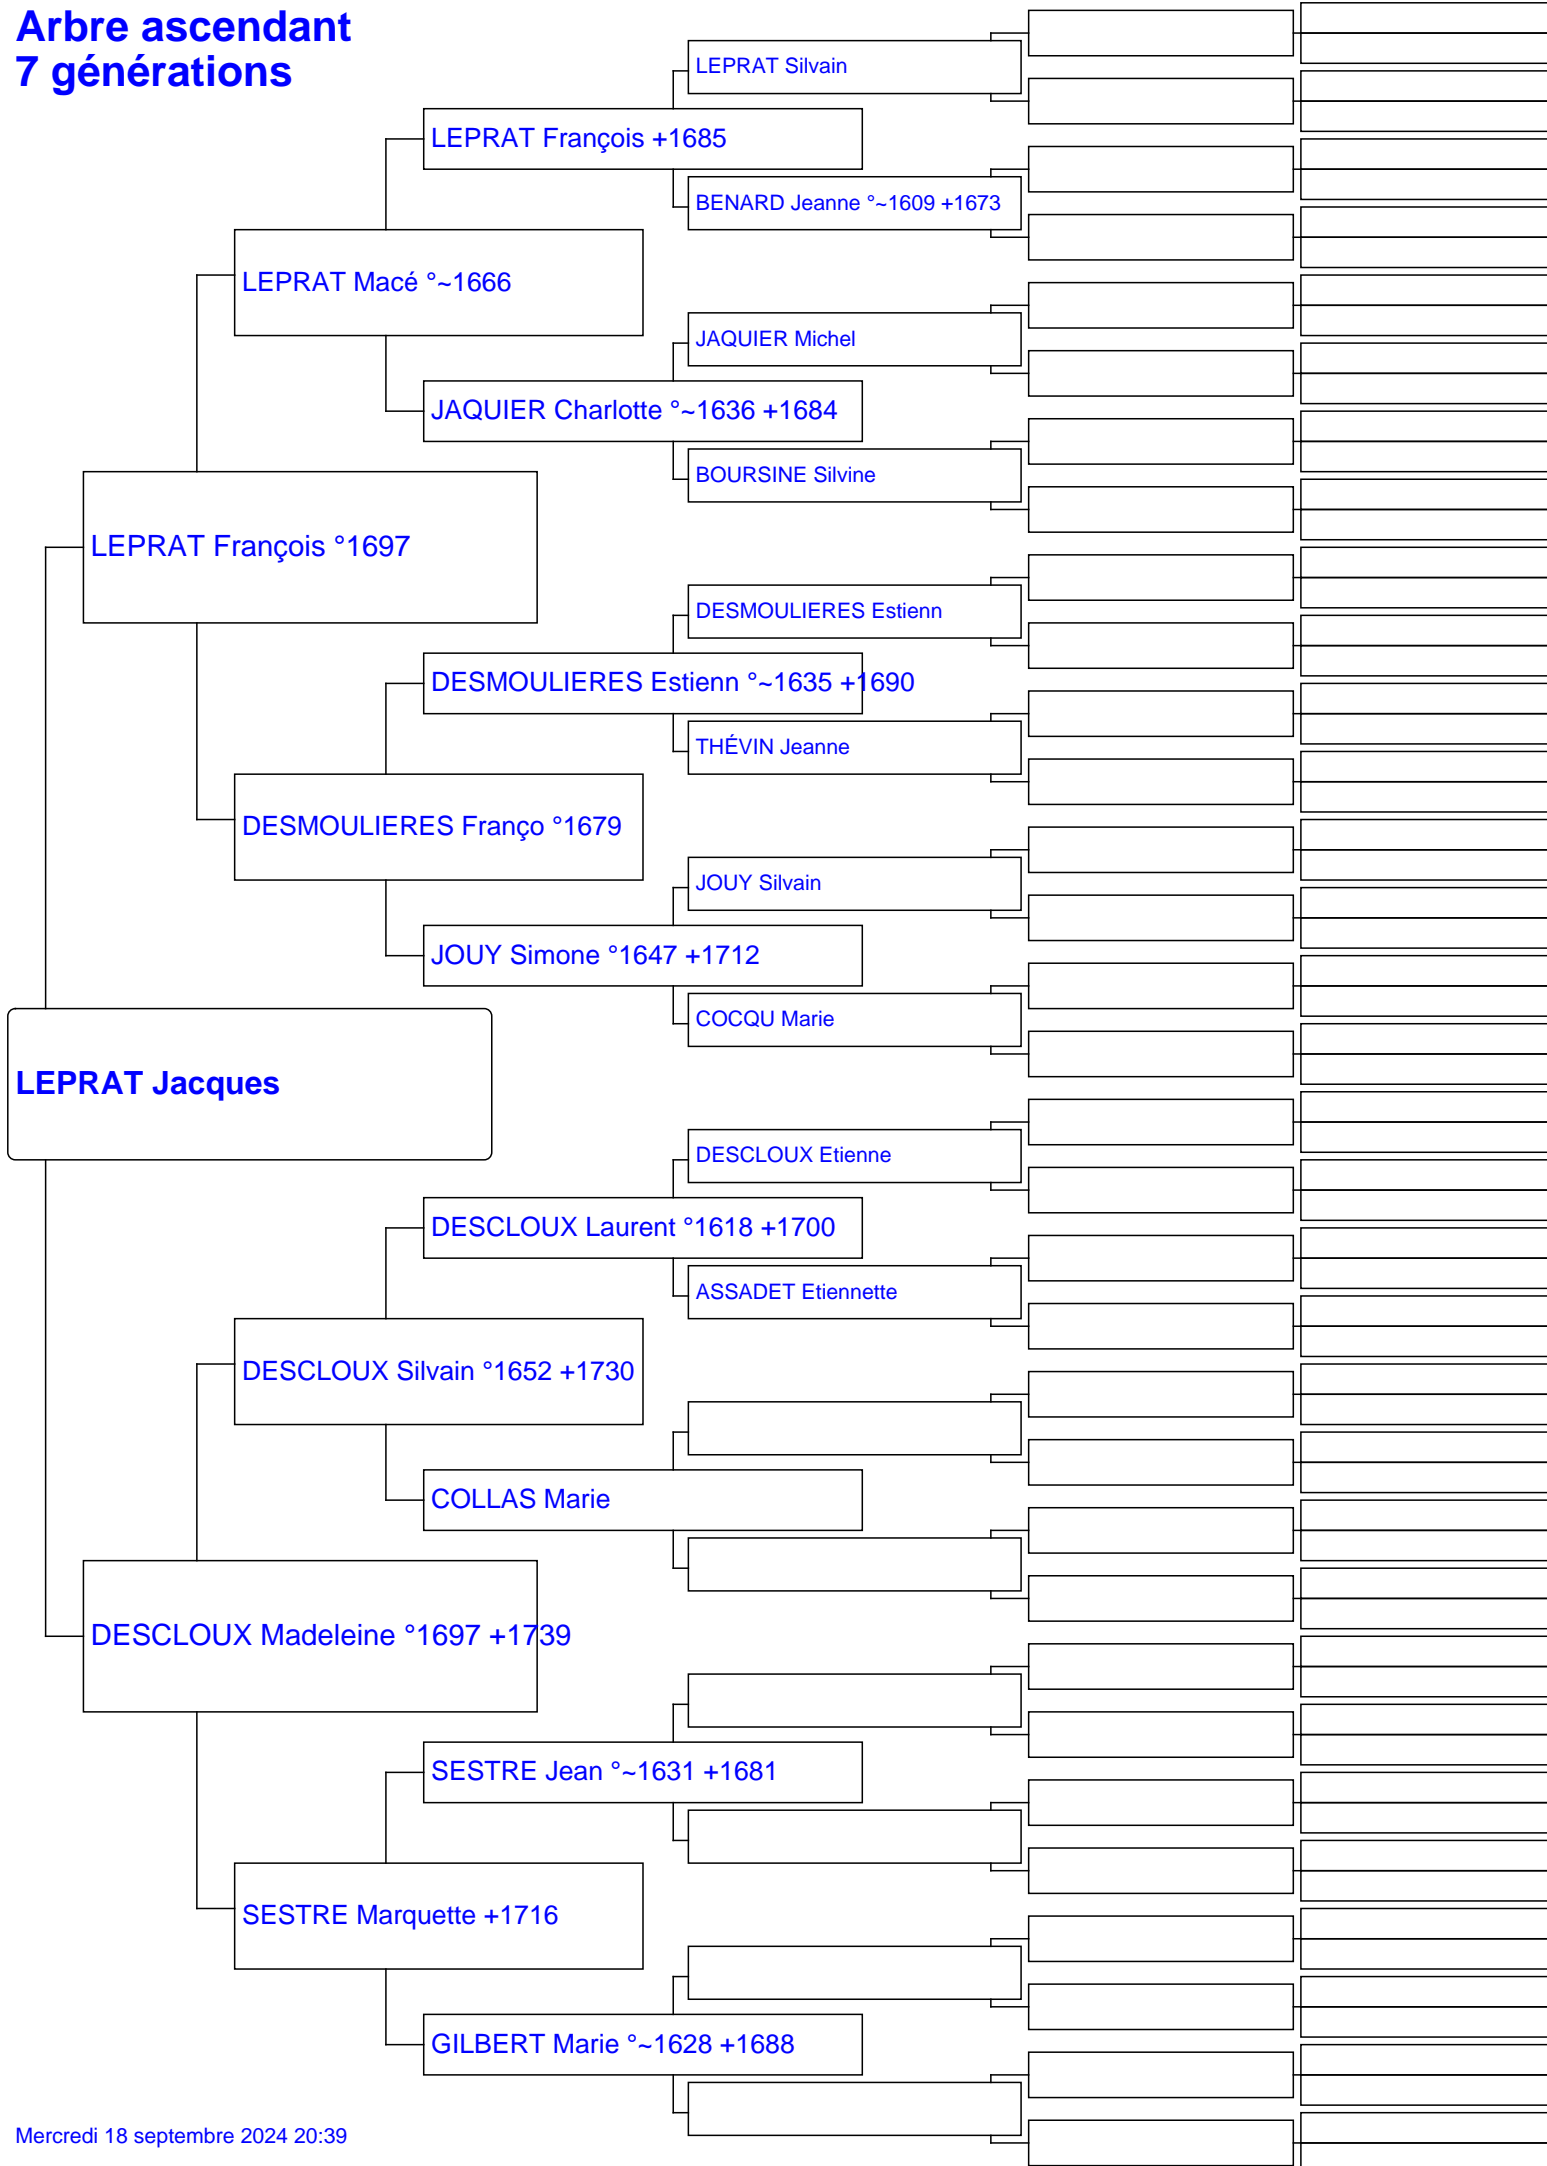 Arbre ascendant
7 générations
LEPRAT Silvain
LEPRAT François +1685
BENARD Jeanne °~1609 +1673
LEPRAT Macé °~1666
JAQUIER Michel
JAQUIER Charlotte °~1636 +1684
BOURSINE Silvine
LEPRAT François °1697
DESMOULIERES Estienn
DESMOULIERES Estienn °~1635 +1690
THÉVIN Jeanne
DESMOULIERES Franço °1679
JOUY Silvain
JOUY Simone °1647 +1712
COCQU Marie
LEPRAT Jacques
DESCLOUX Etienne
DESCLOUX Laurent °1618 +1700
ASSADET Etiennette
DESCLOUX Silvain °1652 +1730
COLLAS Marie
DESCLOUX Madeleine °1697 +1739
SESTRE Jean °~1631 +1681
SESTRE Marquette +1716
GILBERT Marie °~1628 +1688
Mercredi 18 septembre 2024 20:39